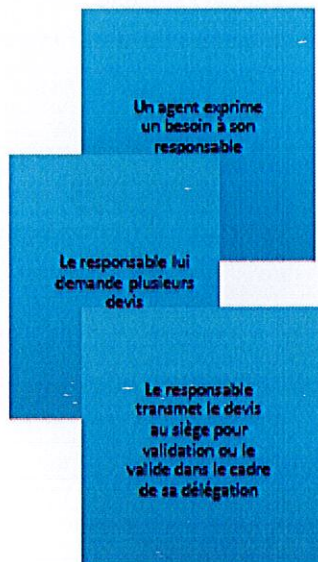 Un agent exprime
un besoin à son
responsable
Le responsable lui
demande plusieurs
devis
Le responsable
transmet le devis
au siège pour
validation ou le
valide dans le cadre
de sa délégation